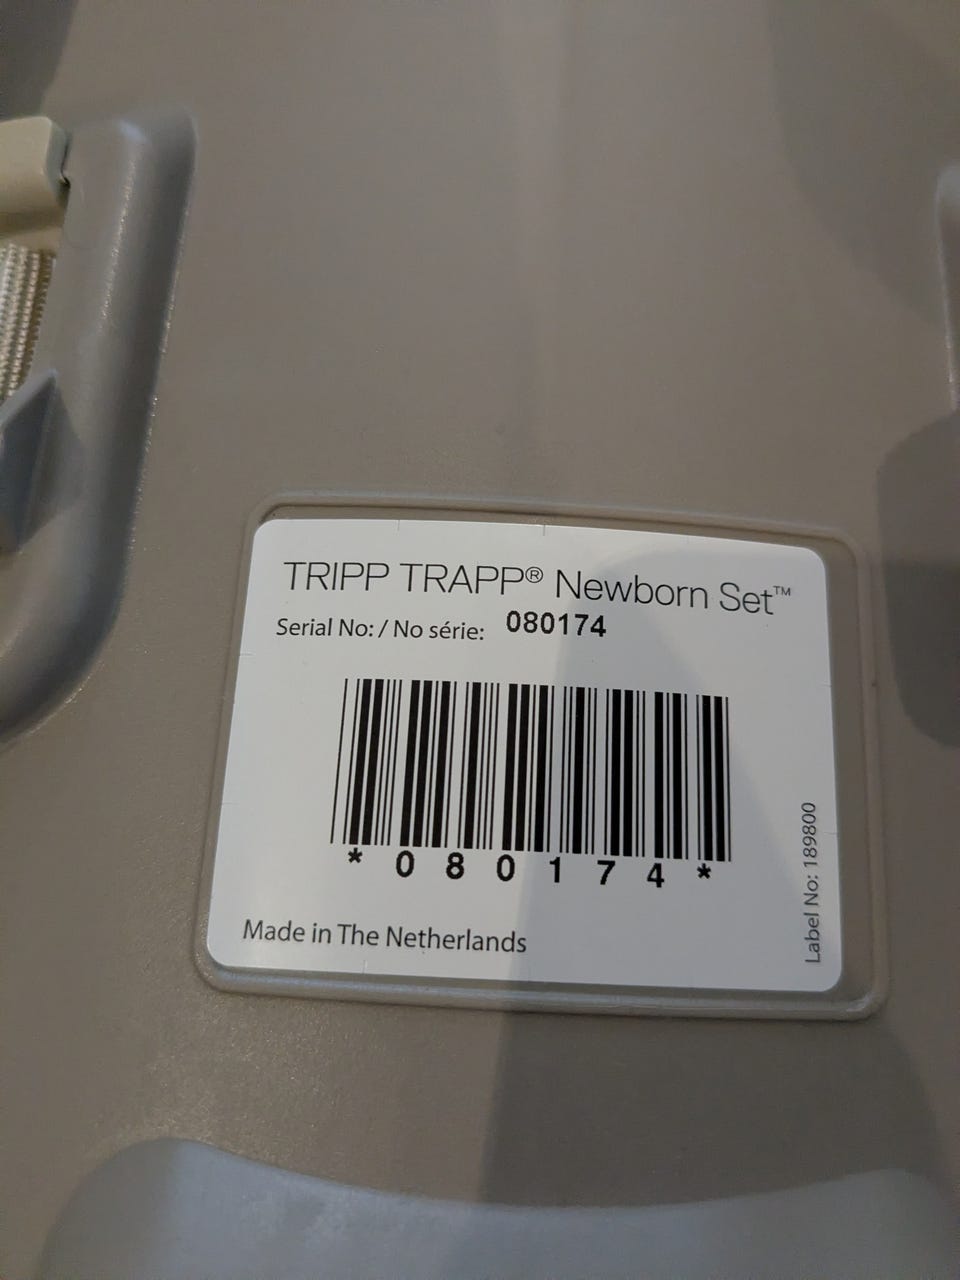 TRIPP TRAPP® Newborn Set™
Serial No: / No série: 080174
*080174*
Made in The Netherlands
Label No: 189800